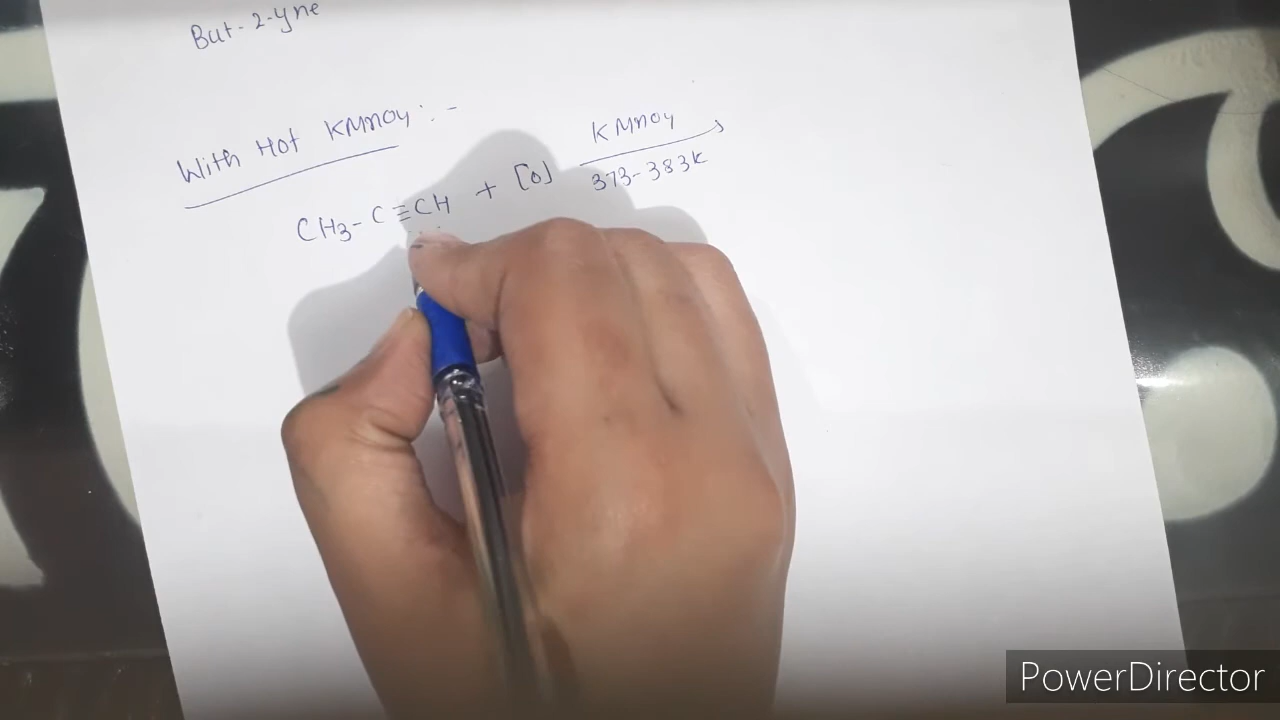 But-2-yne
With Hot KMnO4 :-
CH3-C≡CH + [O] KMnO4
373-383K
PowerDirector